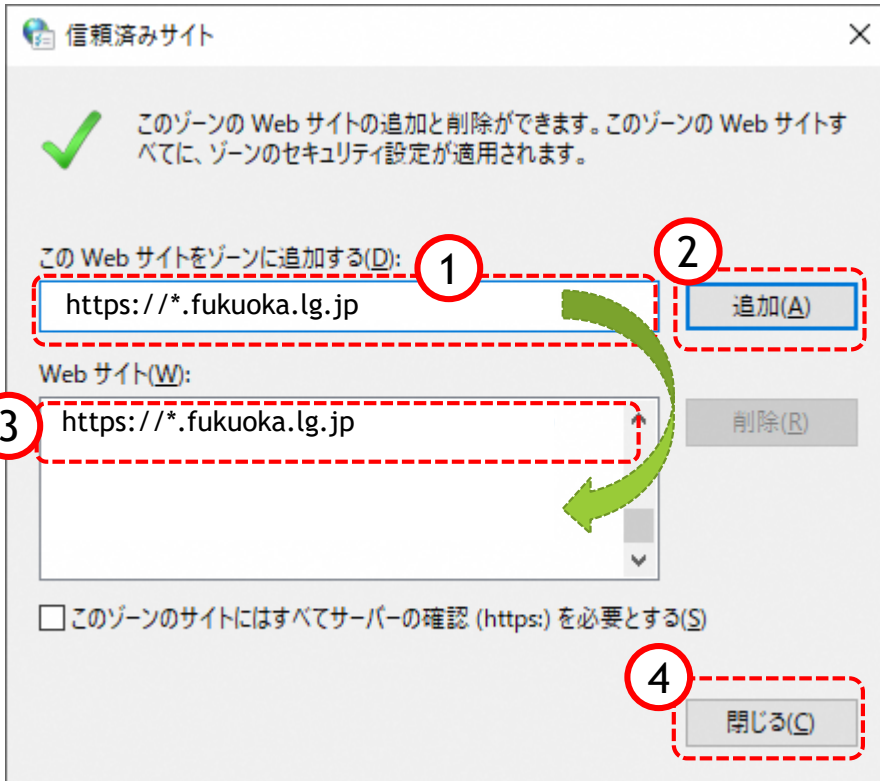 信頼済みサイト
このゾーンの Web サイトの追加と削除ができます。このゾーンの Web サイトす
べてに、ゾーンのセキュリティ設定が適用されます。
この Web サイトをゾーンに追加する(D):
1
2
https://*.fukuoka.lg.jp
追加(A)
Web サイト(W):
3
https://*.fukuoka.lg.jp
削除(R)
このゾーンのサイトにはすべてサーバーの確認 (https:) を必要とする(S)
4
閉じる(C)